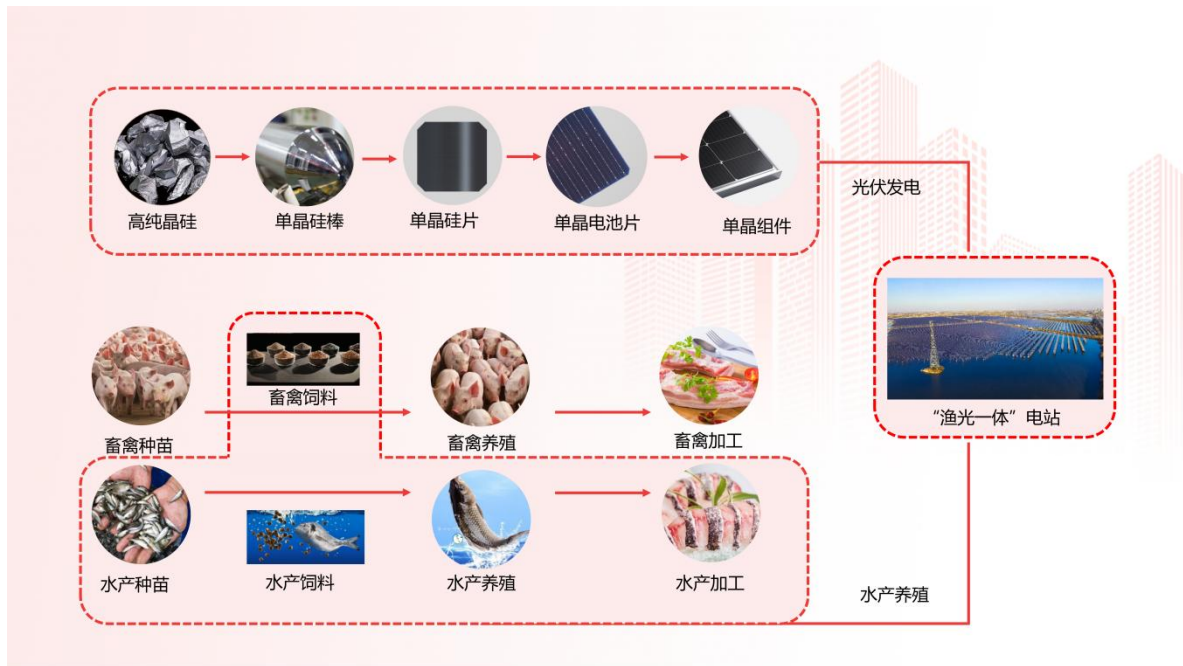 高纯晶硅
单晶硅棒
单晶硅片
单晶电池片
单晶组件
光伏发电
畜禽饲料
“渔光一体”电站
畜禽种苗
畜禽养殖
畜禽加工
水产种苗
水产饲料
水产养殖
水产加工
水产养殖